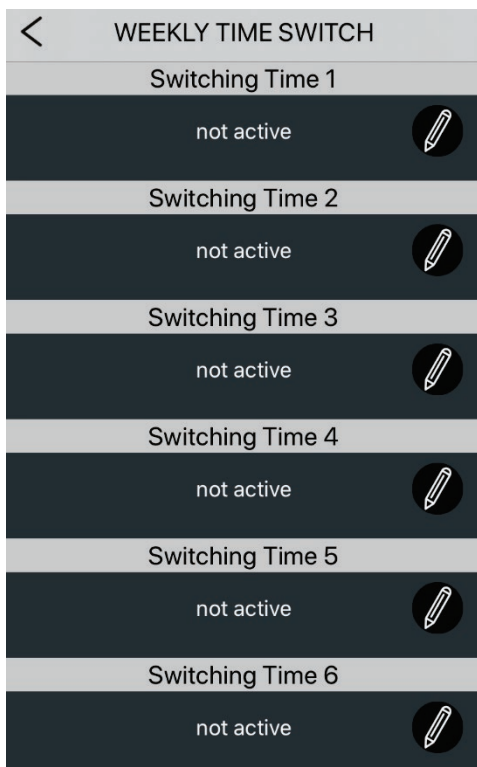 WEEKLY TIME SWITCH
Switching Time 1
not active
Switching Time 2
not active
Switching Time 3
not active
Switching Time 4
not active
Switching Time 5
not active
Switching Time 6
not active